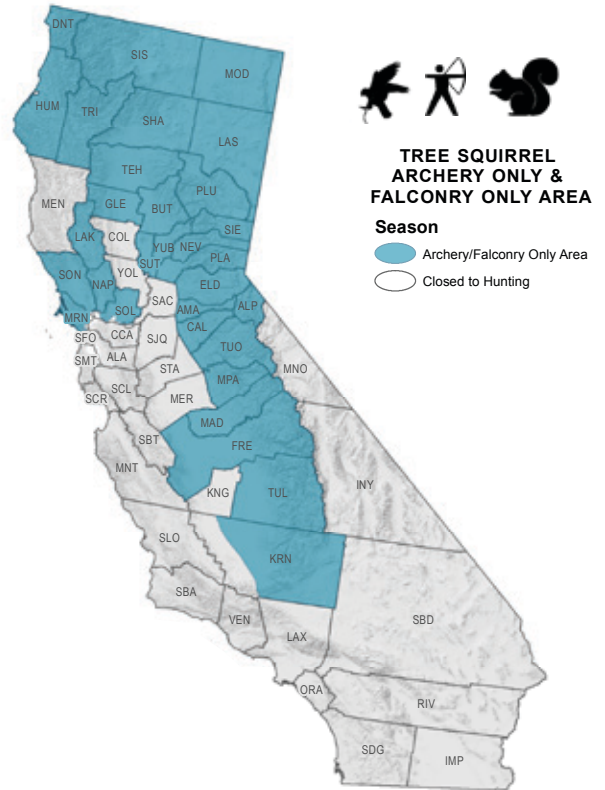 DNT
SIS
MOD
HUM
TRI
SHA
LAS
TREE SQUIRREL
ARCHERY ONLY &
FALCONRY ONLY AREA
Season
Archery/Falconry Only Area
Closed to Hunting
TEH
PLU
MEN
GLE
BUT
LAK
COL
SIE
YUB
NEV
PLA
SUT
SON
NAP
YOL
ELD
SAC
SOL
ALP
AMA
MRN
CAL
SFO
CCA
SJQ
TUO
SMT
ALA
STA
MNO
MPA
SCL
MER
SCR
MAD
SBT
FRE
MNT
KNG
TUL
INY
SLO
KRN
SBA
VEN
SBD
LAX
ORA
RIV
SDG
IMP